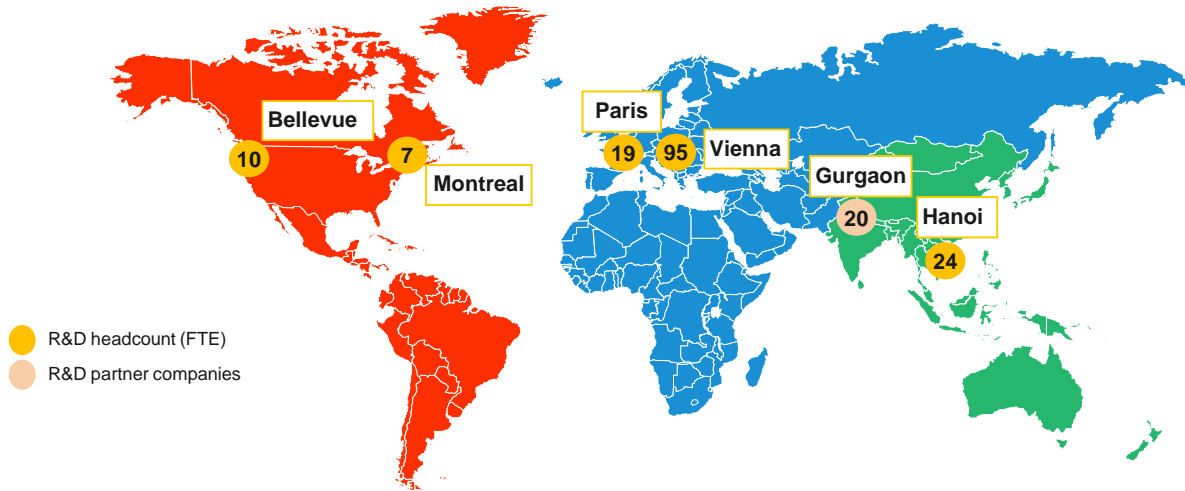 Bellevue
10
7
Montreal
Paris
19
95
Vienna
Gurgaon
20
Hanoi
24
R&D headcount (FTE)
R&D partner companies